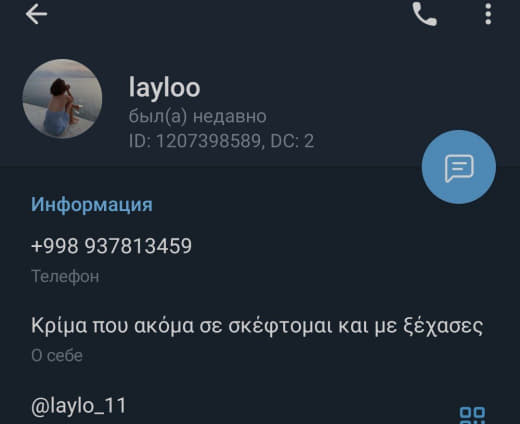 layloo
был(а) недавно
ID: 1207398589, DC: 2
Информация
+998 937813459
Телефон
Κρίμα που ακόμα σε σκέφτομαι και με ξέχασες
О себе
@laylo_11